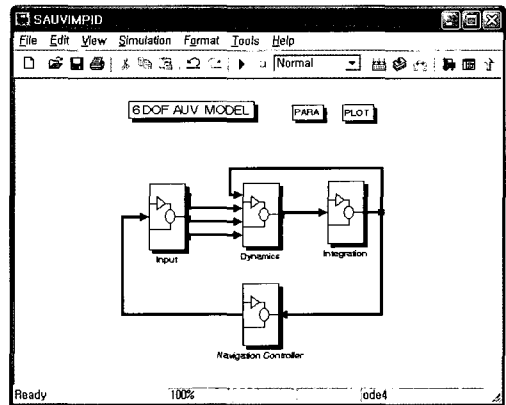 SAUVIMPID
File Edit View Simulation Format Tools Help
Normal
6 DOF AUV MODEL
PARA
PLOT
Input
Dynamics
Integration
Navigation Controller
Ready 100% ode4